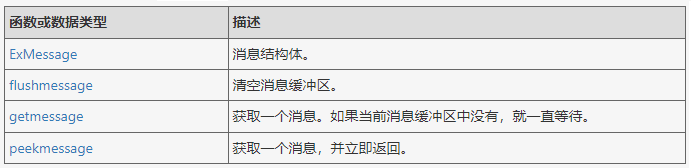 函数或数据类型 描述
ExMessage 消息结构体。
flushmessage 清空消息缓冲区。
getmessage 获取一个消息。如果当前消息缓冲区中没有，就一直等待。
peekmessage 获取一个消息，并立即返回。